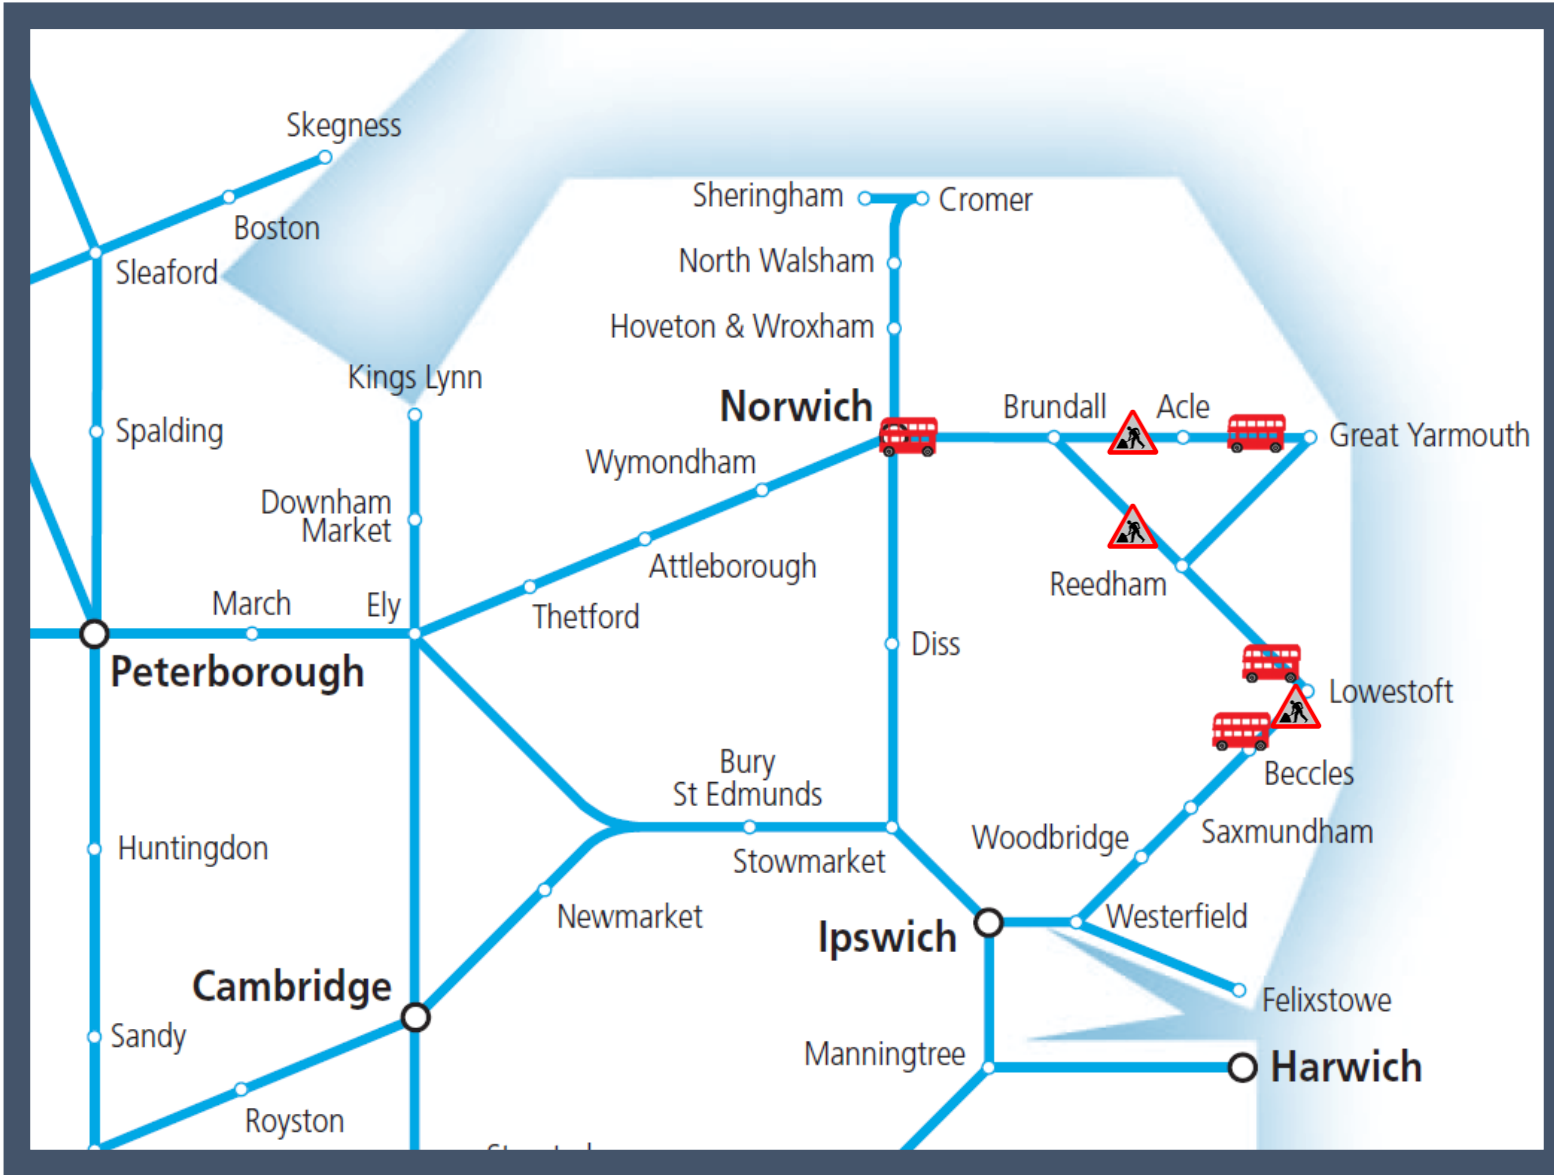 Skegness
Boston
Sleaford
Sheringham
Cromer
North Walsham
Hoveton & Wroxham
Kings Lynn
Norwich
Brundall
Acle
Great Yarmouth
Spalding
Wymondham
Downham
Market
Attleborough
Reedham
March
Ely
Thetford
Diss
Peterborough
Lowestoft
Bury
St Edmunds
Beccles
Saxmundham
Woodbridge
Huntingdon
Stowmarket
Newmarket
Westerfield
Ipswich
Cambridge
Felixstowe
Sandy
Manningtree
Harwich
Royston